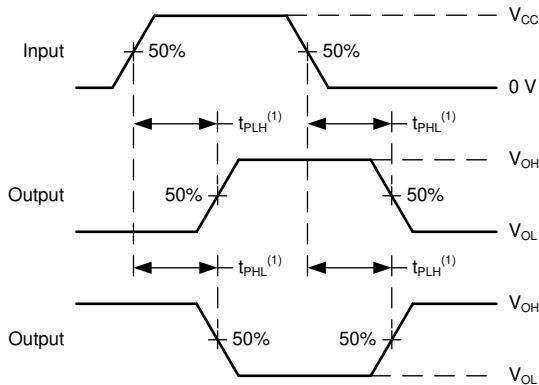 V_CC
Input 50% 50%
0 V
t_PLH^(1) t_PHL^(1)
V_OH
Output 50% 50%
V_OL
t_PHL^(1) t_PLH^(1)
V_OH
Output 50% 50%
V_OL